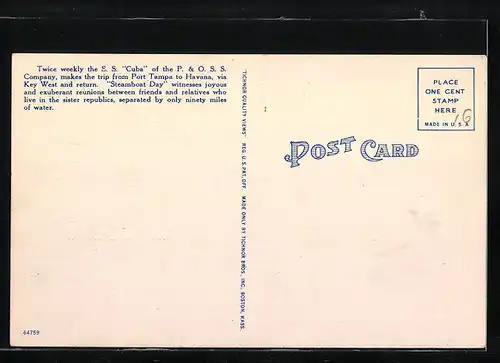 Twice weekly the S. S. "Cuba" of the P. & O. S. S.
Company, makes the trip from Port Tampa to Havana, via
Key West and return. "Steamboat Day" witnesses joyous
and exuberant reunions between friends and relatives who
live in the sister republics, separated by only ninety miles
of water.
"TICHNOR QUALITY VIEWS" REG. U. S. PAT. OFF. MADE ONLY BY TICHNOR BROS., INC., BOSTON, MASS.
POST CARD
PLACE
ONE CENT
STAMP
HERE
MADE IN U. S. A.
16
64759